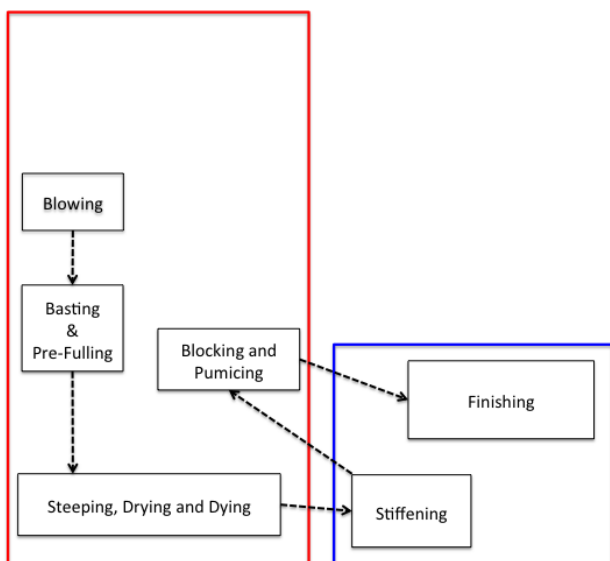 Blowing
Basting
&
Pre-Fulling
Blocking and
Pumicing
Finishing
Steeping, Drying and Dying
Stiffening